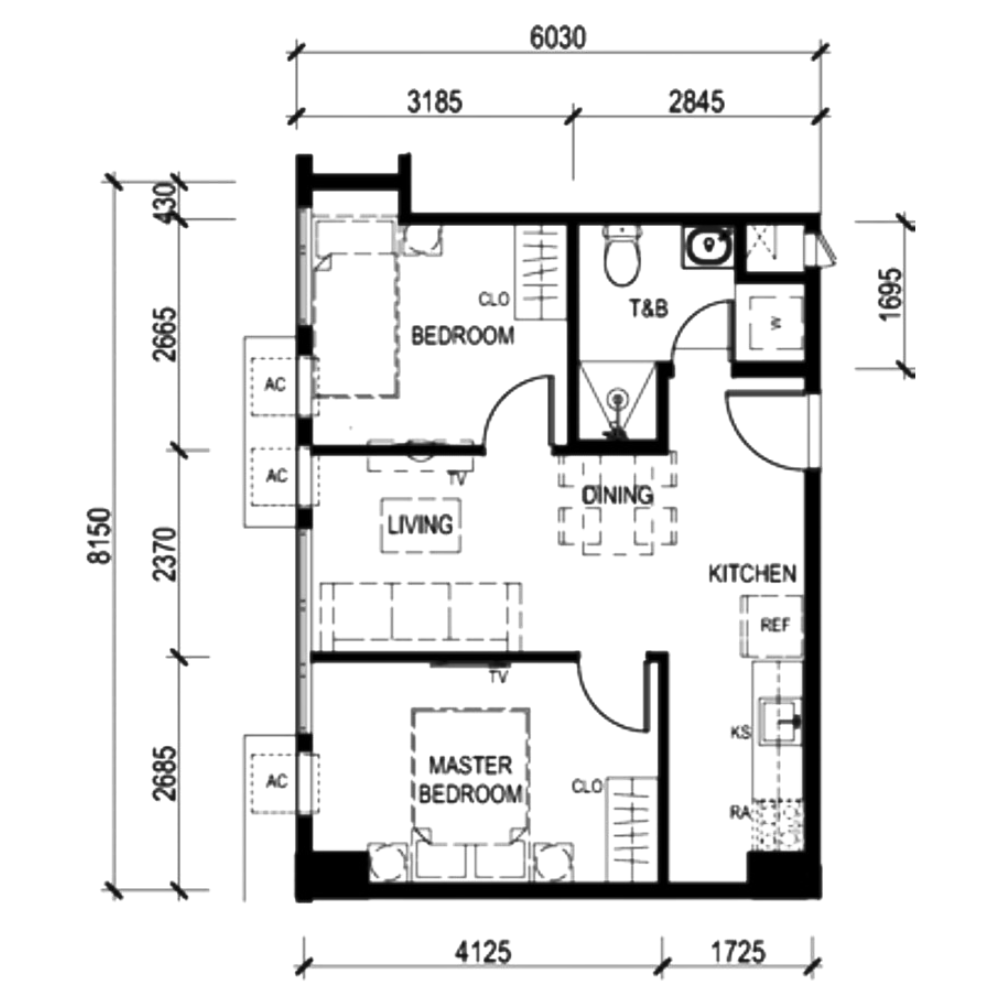 6030
3185
2845
430
1695
CLO
T&B
W
BEDROOM
2665
AC
AC
TV
DINING
LIVING
8150
2370
KITCHEN
REF
TV
KS
MASTER
BEDROOM
CLO
AC
2685
RA
4125
1725